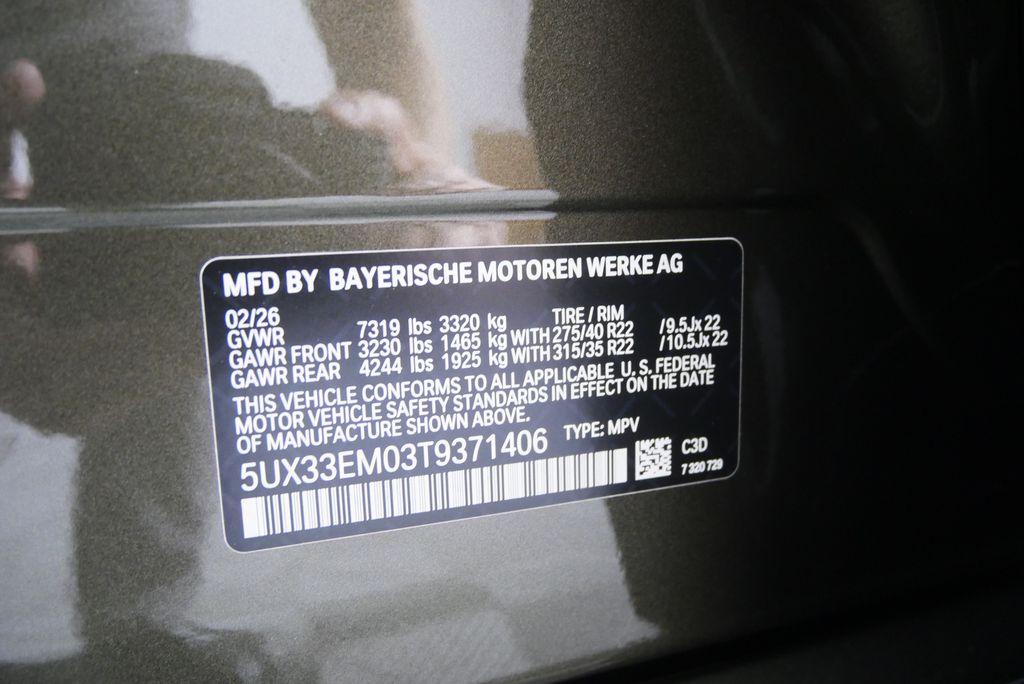 MFD BY BAYERISCHE MOTOREN WERKE AG
02/26 TIRE / RIM
GVWR 7319 lbs 3320 kg
GAWR FRONT 3230 lbs 1465 kg WITH 275/40 R22 /9.5Jx22
GAWR REAR 4244 lbs 1925 kg WITH 315/35 R22 /10.5Jx22
THIS VEHICLE CONFORMS TO ALL APPLICABLE U.S. FEDERAL
MOTOR VEHICLE SAFETY STANDARDS IN EFFECT ON THE DATE
OF MANUFACTURE SHOWN ABOVE.
5UX33EM03T9371406 TYPE: MPV
C3D
7 320 729